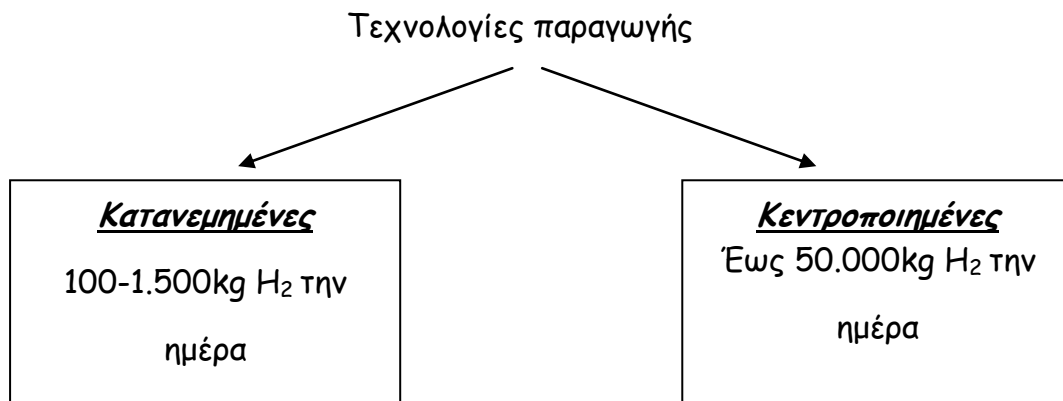 Τεχνολογίες παραγωγής
Κατανεμημένες
100-1.500kg H₂ την
ημέρα
Κεντροποιημένες
Έως 50.000kg H₂ την
ημέρα